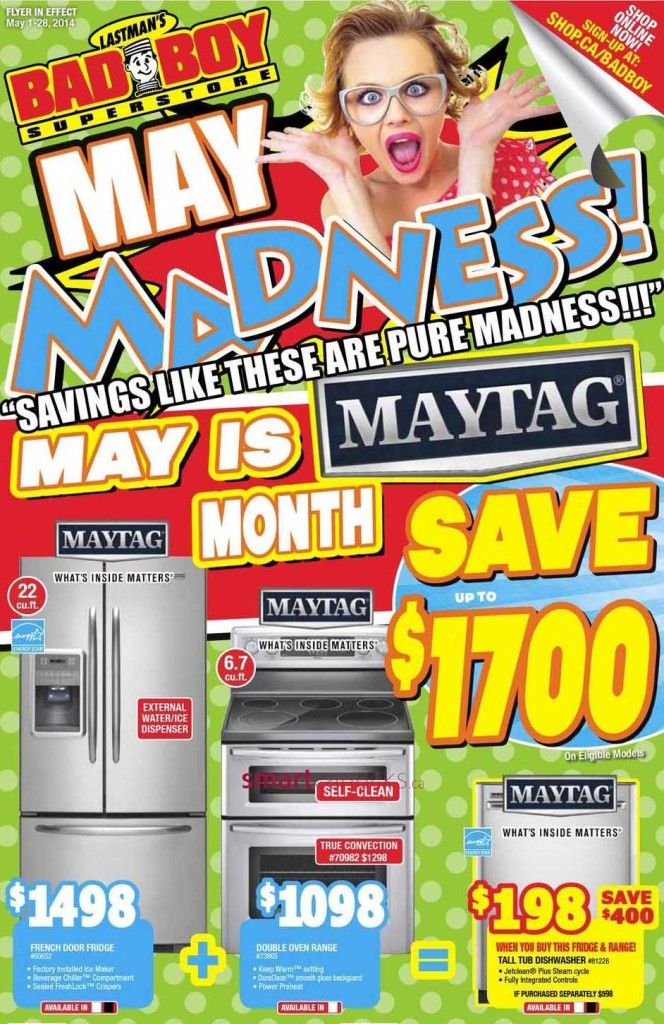 FLYER IN EFFECT
May 1-28, 2014
LASTMAN'S
BAD BOY
SUPERSTORE
SHOP
ONLINE
NOW!
SIGN-UP AT:
SHOP.CA/BADBOY
MAY
MADNESS!
"SAVINGS LIKE THESE ARE PURE MADNESS!!!"
MAY IS
MAYTAG®
MONTH
SAVE
UP TO
$1700
On Eligible Models
MAYTAG
WHAT'S INSIDE MATTERS®
22
cu.ft.
ENERGY STAR
EXTERNAL
WATER/ICE
DISPENSER
MAYTAG
WHAT'S INSIDE MATTERS®
6.7
cu.ft.
SELF-CLEAN
TRUE CONVECTION
#70982 $1298
MAYTAG
WHAT'S INSIDE MATTERS®
ENERGY STAR
$1498
FRENCH DOOR FRIDGE
#60652
• Factory Installed Ice Maker
• Beverage Chiller™ Compartment
• Sealed FreshLock™ Crispers
AVAILABLE IN
+
$1098
DOUBLE OVEN RANGE
• Keep Warm™ setting
• DuraClean™ smooth glass backguard
• Power Preheat
AVAILABLE IN
=
$198
SAVE
$400
WHEN YOU BUY THIS FRIDGE & RANGE!
TALL TUB DISHWASHER #81226
• Jetclean® Plus Steam cycle
• Fully Integrated Controls
IF PURCHASED SEPARATELY $598
AVAILABLE IN